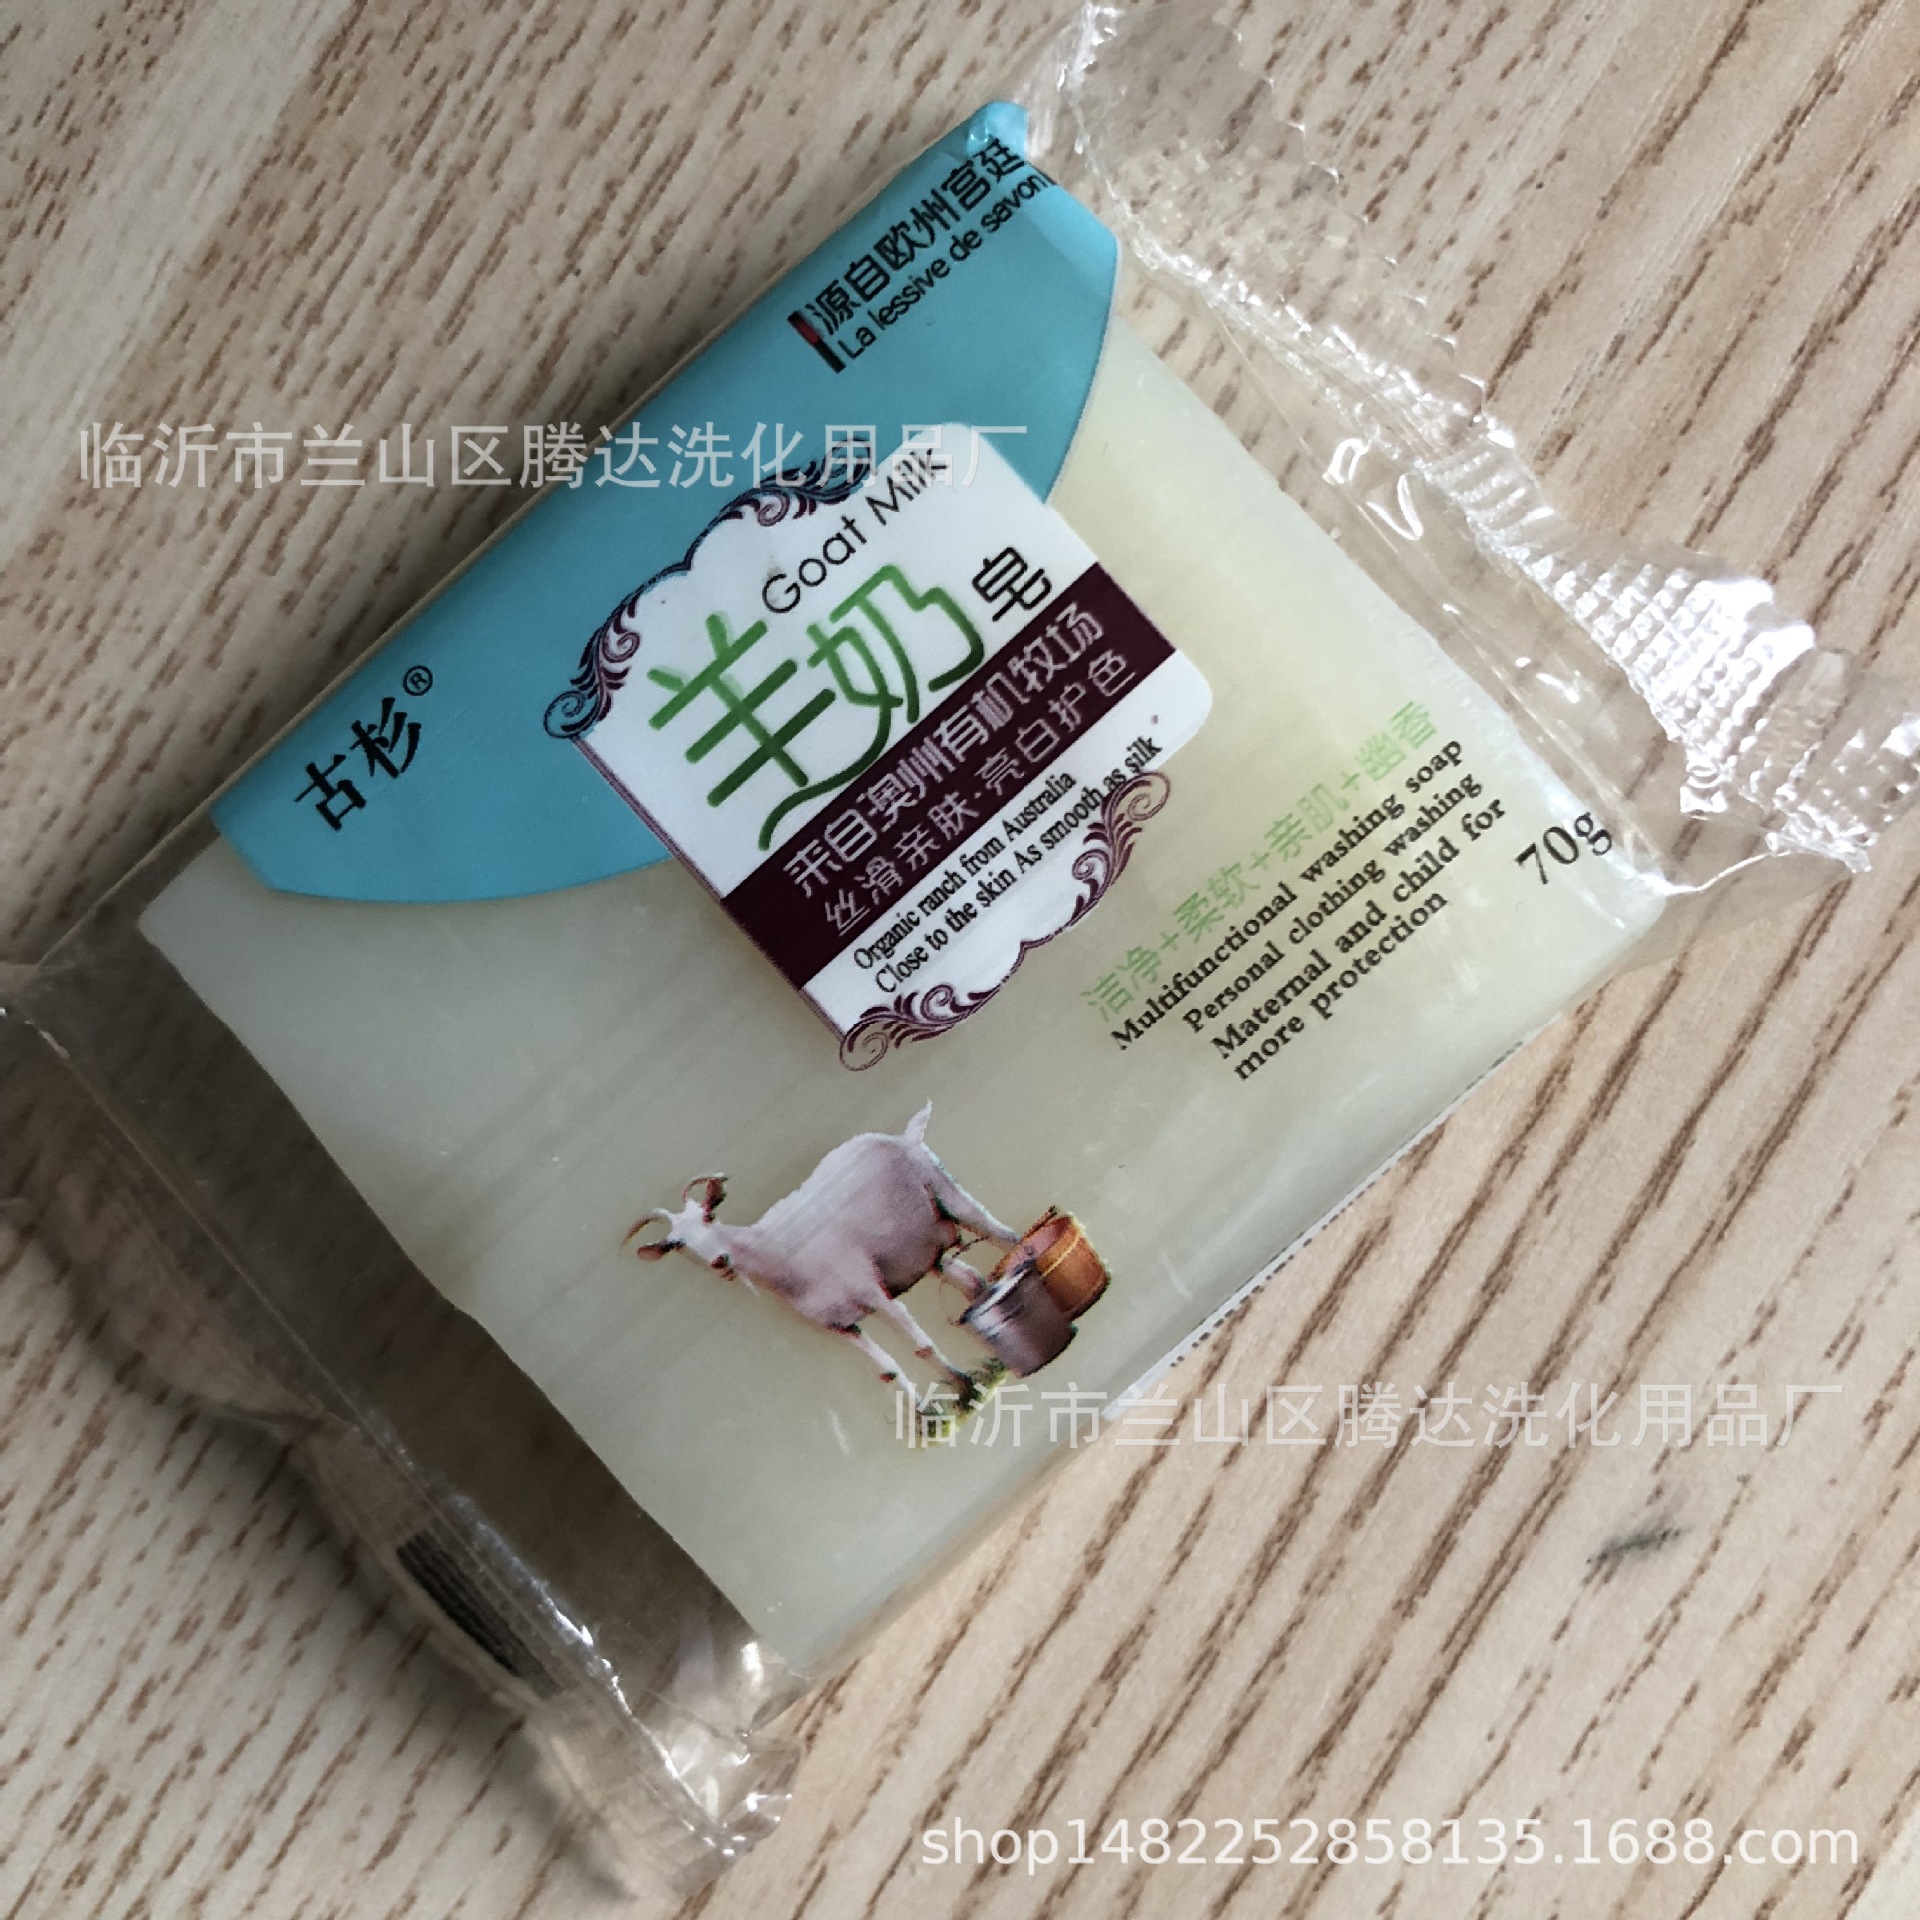 源自欧州宫廷
La lessive de savon
临沂市兰山区腾达洗化用品厂
古杉®
Goat Milk
羊奶皂
来自澳州有机牧场
丝滑亲肤·亮白护色
Organic ranch from Australia
Close to the skin As smooth as silk
洁净+柔软+亲肌+幽香
Multifunctional washing soap
Personal clothing washing
Maternal and child for
more protection
70g
临沂市兰山区腾达洗化用品厂
shop1482252858135.1688.com